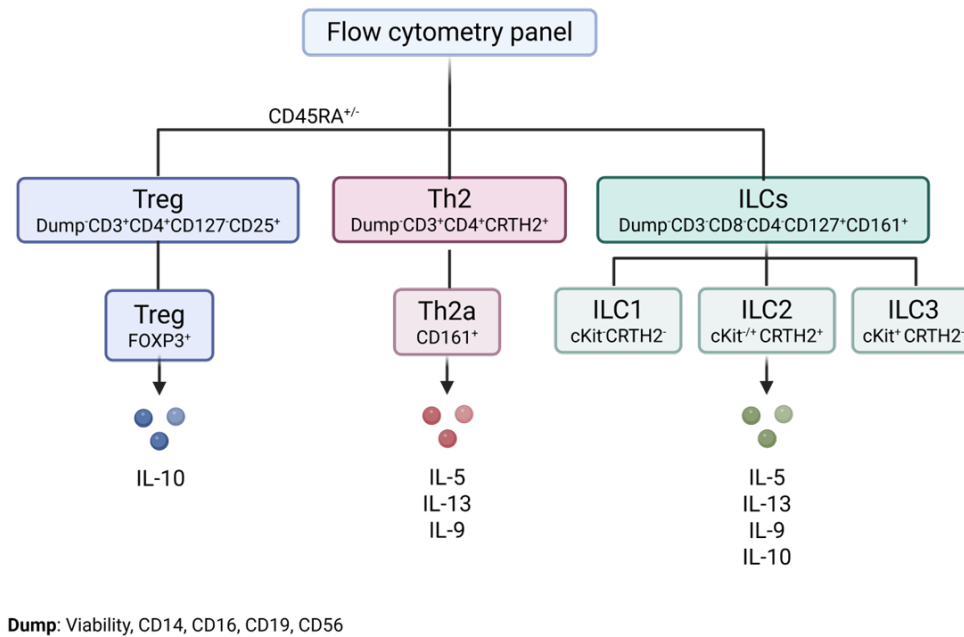 Flow cytometry panel
CD45RA⁺/⁻
Treg
Dump⁻CD3⁺CD4⁺CD127⁻CD25⁺
Th2
Dump⁻CD3⁺CD4⁺CRTH2⁺
ILCs
Dump⁻CD3⁻CD8⁻CD4⁻CD127⁺CD161⁺
Treg
FOXP3⁺
Th2a
CD161⁺
ILC1
cKit⁻CRTH2⁻
ILC2
cKit⁻/⁺ CRTH2⁺
ILC3
cKit⁺ CRTH2⁻
IL-10
IL-5
IL-13
IL-9
IL-5
IL-13
IL-9
IL-10
Dump: Viability, CD14, CD16, CD19, CD56